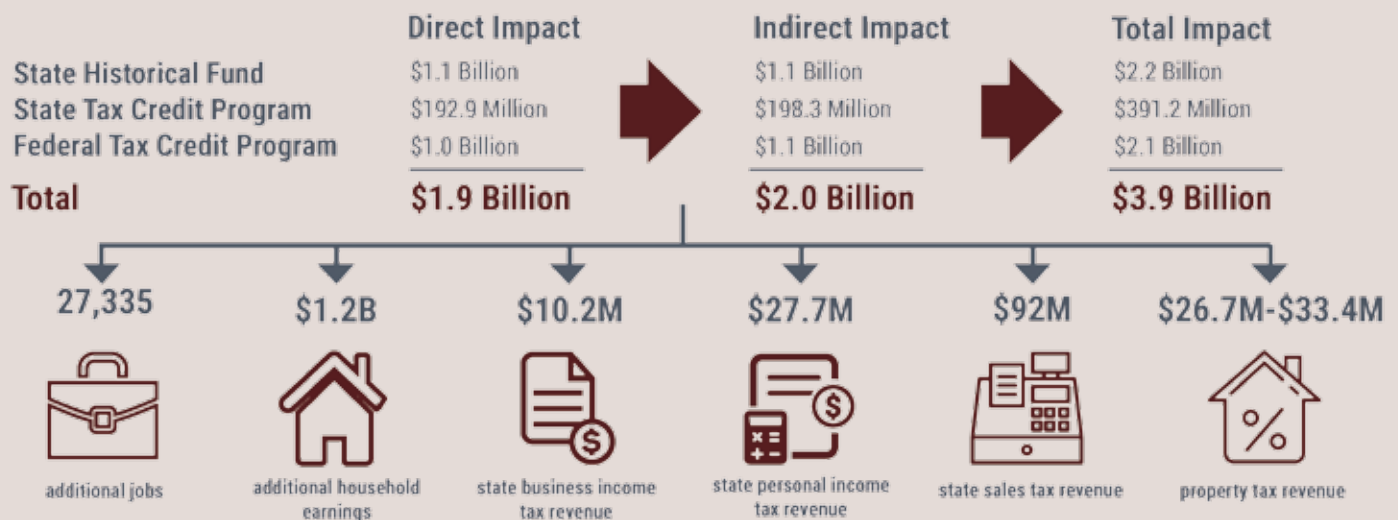 Direct Impact Indirect Impact Total Impact
State Historical Fund $1.1 Billion $1.1 Billion $2.2 Billion
State Tax Credit Program $192.9 Million $198.3 Million $391.2 Million
Federal Tax Credit Program $1.0 Billion $1.1 Billion $2.1 Billion
Total $1.9 Billion $2.0 Billion $3.9 Billion
27,335 $1.2B $10.2M $27.7M $92M $26.7M-$33.4M
$ $ %
× =
+ −
additional jobs additional household state business income state personal income state sales tax revenue property tax revenue
earnings tax revenue tax revenue